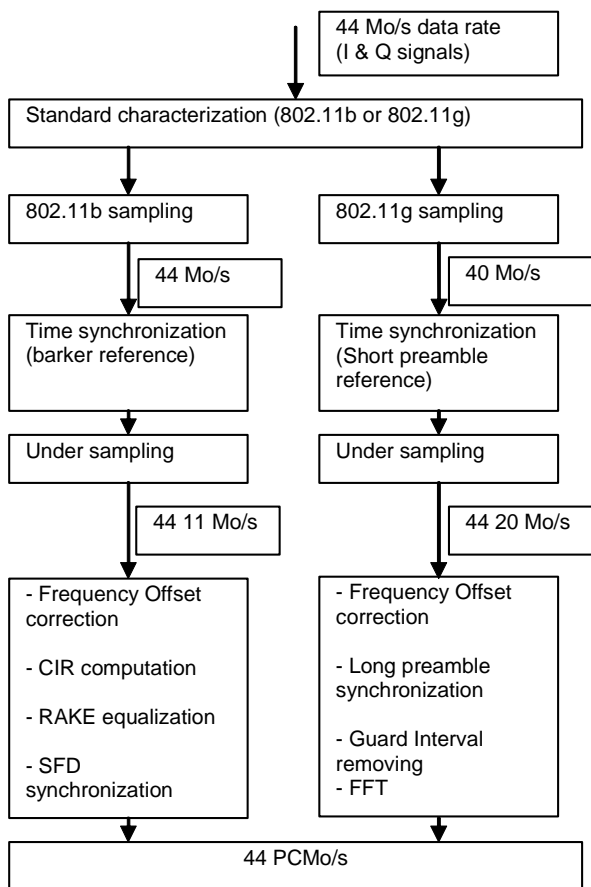 44 Mo/s data rate
(I & Q signals)
Standard characterization (802.11b or 802.11g)
802.11b sampling
802.11g sampling
44 Mo/s
40 Mo/s
Time synchronization
(barker reference)
Time synchronization
(Short preamble
reference)
Under sampling
Under sampling
44 11 Mo/s
44 20 Mo/s
- Frequency Offset
correction
- CIR computation
- RAKE equalization
- SFD
synchronization
- Frequency Offset
correction
- Long preamble
synchronization
- Guard Interval
removing
- FFT
44 PCMo/s